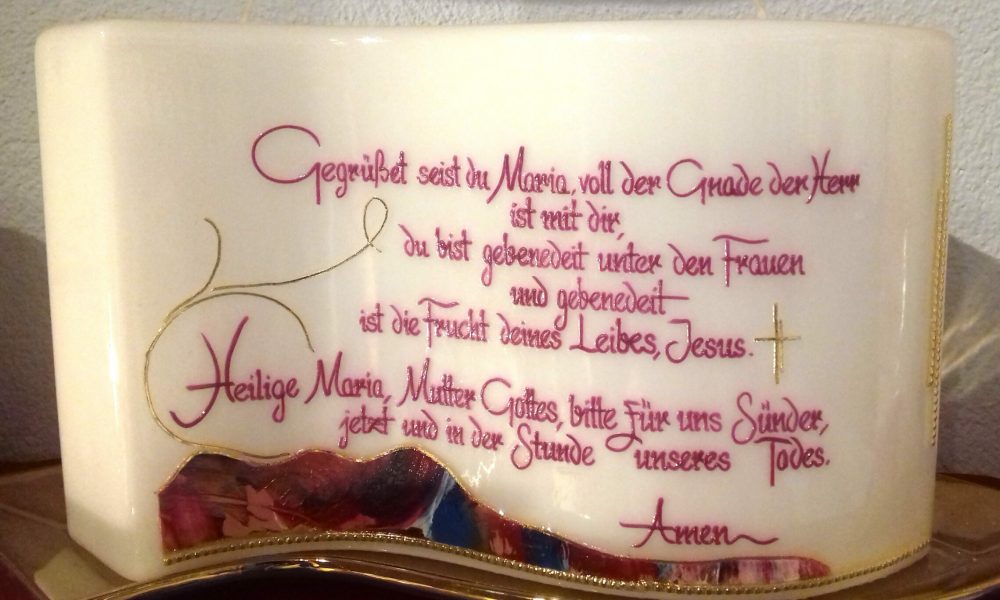 Gegrüßet seist du Maria, voll der Gnade der Herr
ist mit dir,
du bist gebenedeit unter den Frauen
und gebenedeit
ist die Frucht deines Leibes, Jesus.
Heilige Maria, Mutter Gottes, bitte für uns Sünder,
jetzt und in der Stunde unseres Todes.
Amen